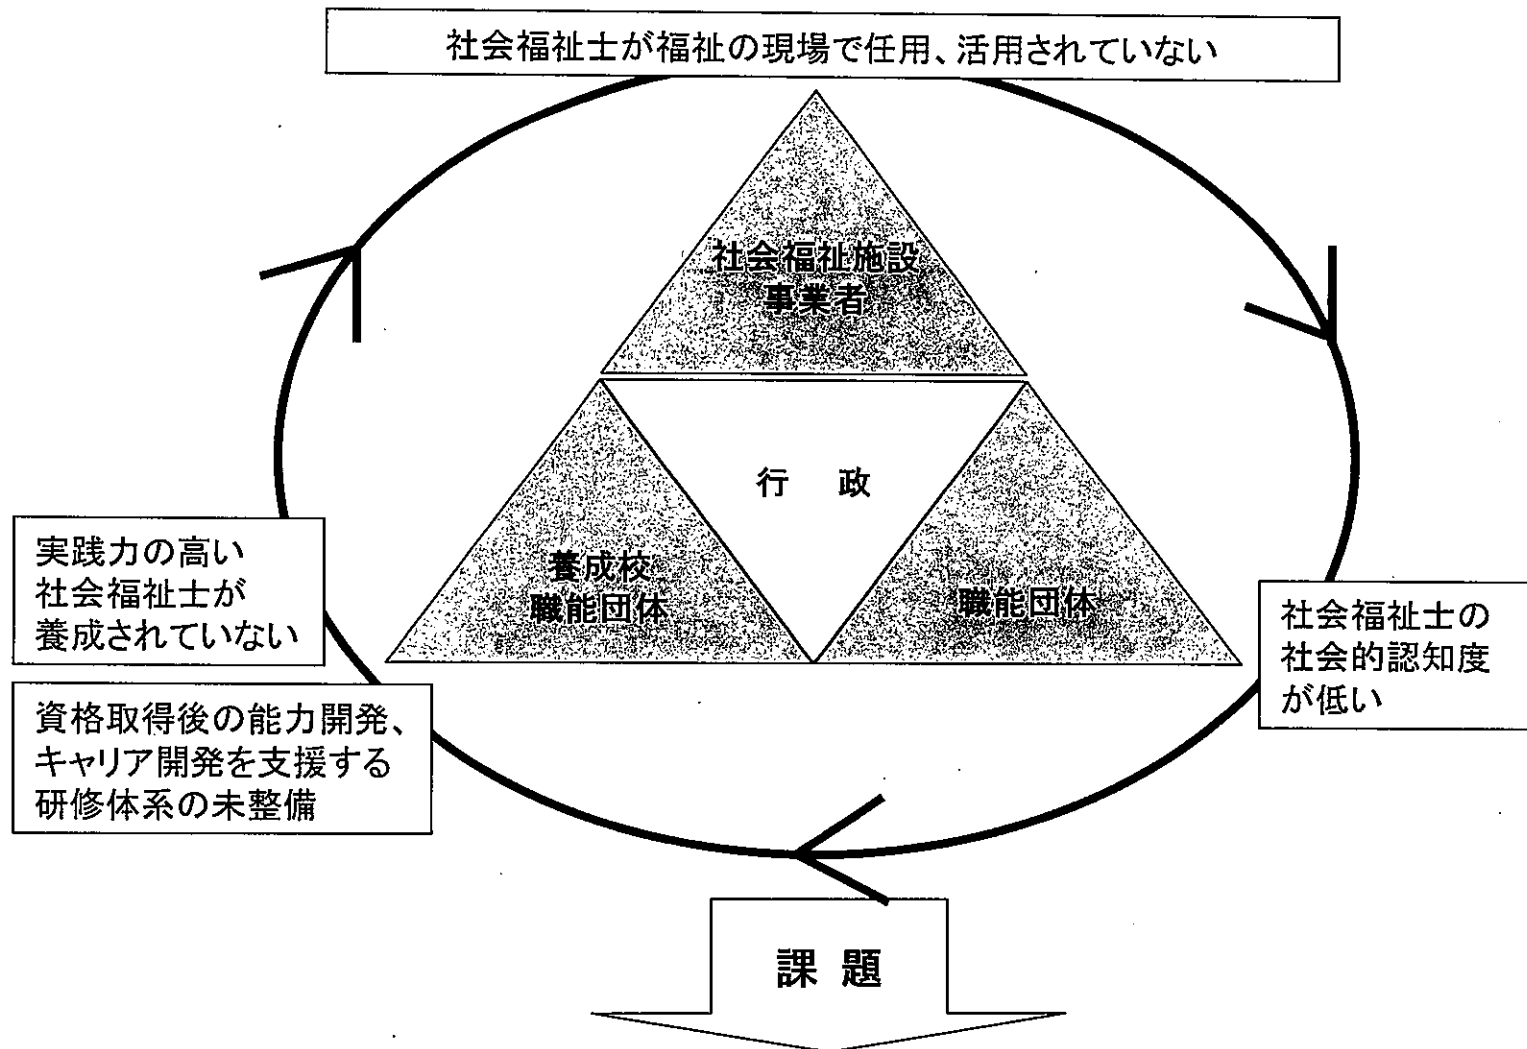 社会福祉士が福祉の現場で任用、活用されていない
社会福祉施設
事業者
行 政
養成校
職能団体
職能団体
実践力の高い
社会福祉士が
養成されていない
資格取得後の能力開発、
キャリア開発を支援する
研修体系の未整備
社会福祉士の
社会的認知度
が低い
課 題